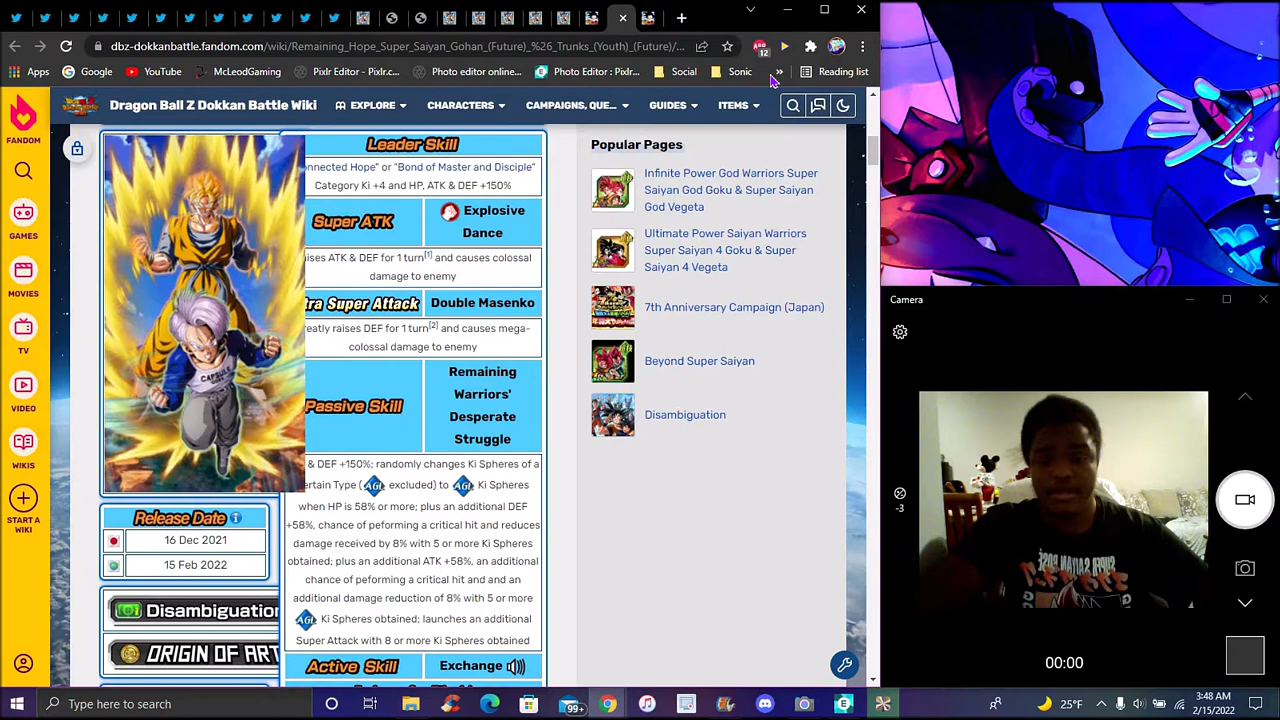 12
dbz-dokkanbattle.fandom.com/wiki/Remaining_Hope_Super_Saiyan_Gohan_(Future)_%26_Trunks_(Youth)_(Future)/...
Apps Google YouTube McLeodGaming Pixlr Editor - Pixlr.c... Photo editor online... Photo Editor : Pixlr... Social Sonic » Reading list
FANDOM
GAMES
MOVIES
TV
VIDEO
WIKIS
START A
WIKI
Dragon Ball Z Dokkan Battle Wiki EXPLORE CHARACTERS CAMPAIGNS, QUE... GUIDES ITEMS
Leader Skill
nnected Hope" or "Bond of Master and Disciple"
Category Ki +4 and HP, ATK & DEF +150%
Super ATK
Explosive
Dance
ises ATK & DEF for 1 turn[1] and causes colossal
damage to enemy
tra Super Attack
Double Masenko
eatly raises DEF for 1 turn[2] and causes mega-
colossal damage to enemy
Passive Skill
Remaining
Warriors'
Desperate
Struggle
& DEF +150%; randomly changes Ki Spheres of a
ertain Type (AGL excluded) to AGL Ki Spheres
when HP is 58% or more; plus an additional DEF
+58%, chance of peforming a critical hit and reduces
damage received by 8% with 5 or more Ki Spheres
obtained; plus an additional ATK +58%, an additional
chance of peforming a critical hit and and an
additional damage reduction of 8% with 5 or more
AGL Ki Spheres obtained; launches an additional
Super Attack with 8 or more Ki Spheres obtained
Active Skill
Exchange
Release Date
16 Dec 2021
15 Feb 2022
Disambiguation
ORIGIN OF ART
Popular Pages
Infinite Power God Warriors Super
Saiyan God Goku & Super Saiyan
God Vegeta
Ultimate Power Saiyan Warriors
Super Saiyan 4 Goku & Super
Saiyan 4 Vegeta
7th Anniversary Campaign (Japan)
Beyond Super Saiyan
Disambiguation
Camera
-3
00:00
Type here to search
99+
25°F
3:48 AM
2/15/2022